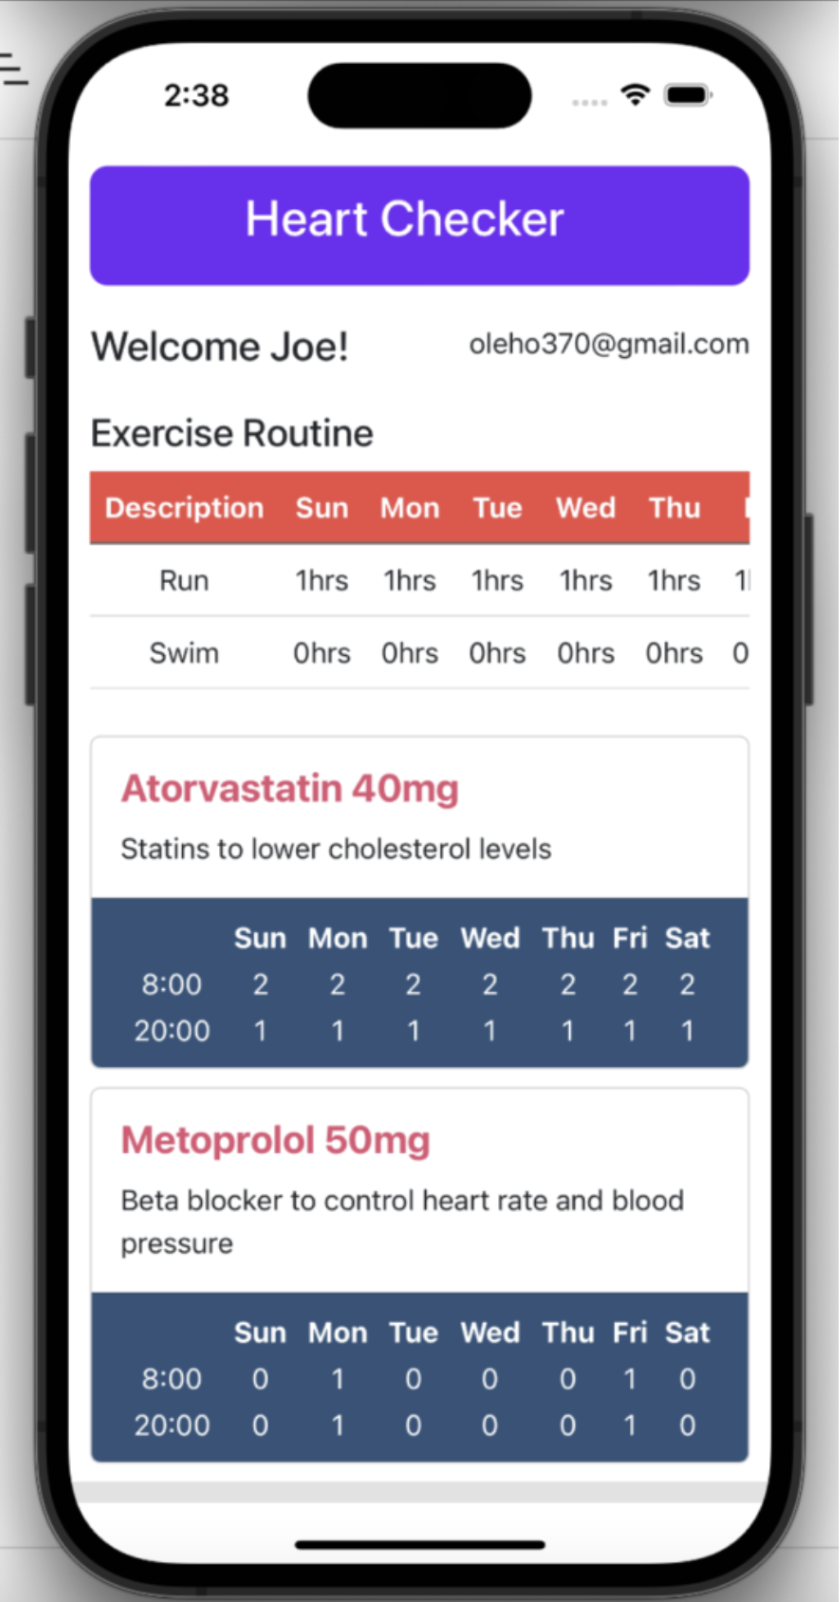 2:38
Heart Checker
Welcome Joe! oleho370@gmail.com
Exercise Routine
Description Sun Mon Tue Wed Thu
Run 1hrs 1hrs 1hrs 1hrs 1hrs 1
Swim 0hrs 0hrs 0hrs 0hrs 0hrs 0
Atorvastatin 40mg
Statins to lower cholesterol levels
Sun Mon Tue Wed Thu Fri Sat
8:00 2 2 2 2 2 2 2
20:00 1 1 1 1 1 1 1
Metoprolol 50mg
Beta blocker to control heart rate and blood
pressure
Sun Mon Tue Wed Thu Fri Sat
8:00 0 1 0 0 0 1 0
20:00 0 1 0 0 0 1 0